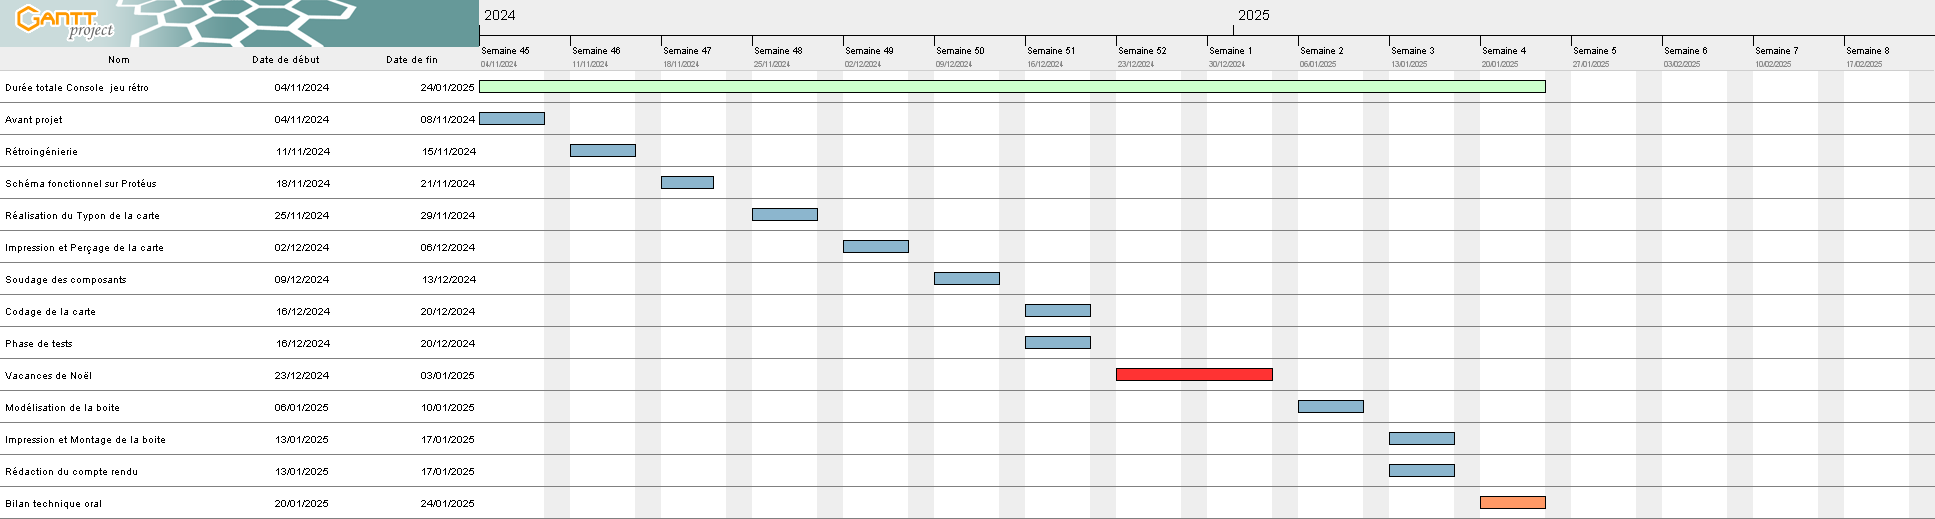 GANTT
project
2024 2025
Semaine 45 Semaine 46 Semaine 47 Semaine 48 Semaine 49 Semaine 50 Semaine 51 Semaine 52 Semaine 1 Semaine 2 Semaine 3 Semaine 4 Semaine 5 Semaine 6 Semaine 7 Semaine 8
Nom Date de début Date de fin 04/11/2024 11/11/2024 18/11/2024 25/11/2024 02/12/2024 09/12/2024 16/12/2024 23/12/2024 30/12/2024 06/01/2025 13/01/2025 20/01/2025 27/01/2025 03/02/2025 10/02/2025 17/02/2025
Durée totale Console jeu rétro 04/11/2024 24/01/2025
Avant projet 04/11/2024 08/11/2024
Rétroingénierie 11/11/2024 15/11/2024
Schéma fonctionnel sur Protéus 18/11/2024 21/11/2024
Réalisation du Typon de la carte 25/11/2024 29/11/2024
Impression et Perçage de la carte 02/12/2024 06/12/2024
Soudage des composants 09/12/2024 13/12/2024
Codage de la carte 16/12/2024 20/12/2024
Phase de tests 16/12/2024 20/12/2024
Vacances de Noël 23/12/2024 03/01/2025
Modélisation de la boite 06/01/2025 10/01/2025
Impression et Montage de la boite 13/01/2025 17/01/2025
Rédaction du compte rendu 13/01/2025 17/01/2025
Bilan technique oral 20/01/2025 24/01/2025